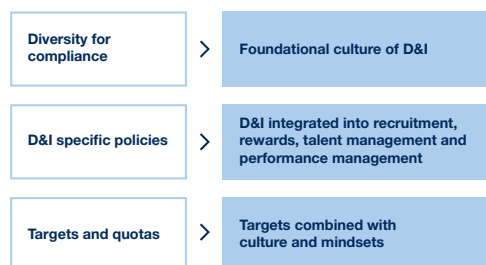 Diversity for
compliance
Foundational culture of D&I
D&I specific policies
D&I integrated into recruitment,
rewards, talent management and
performance management
Targets and quotas
Targets combined with
culture and mindsets